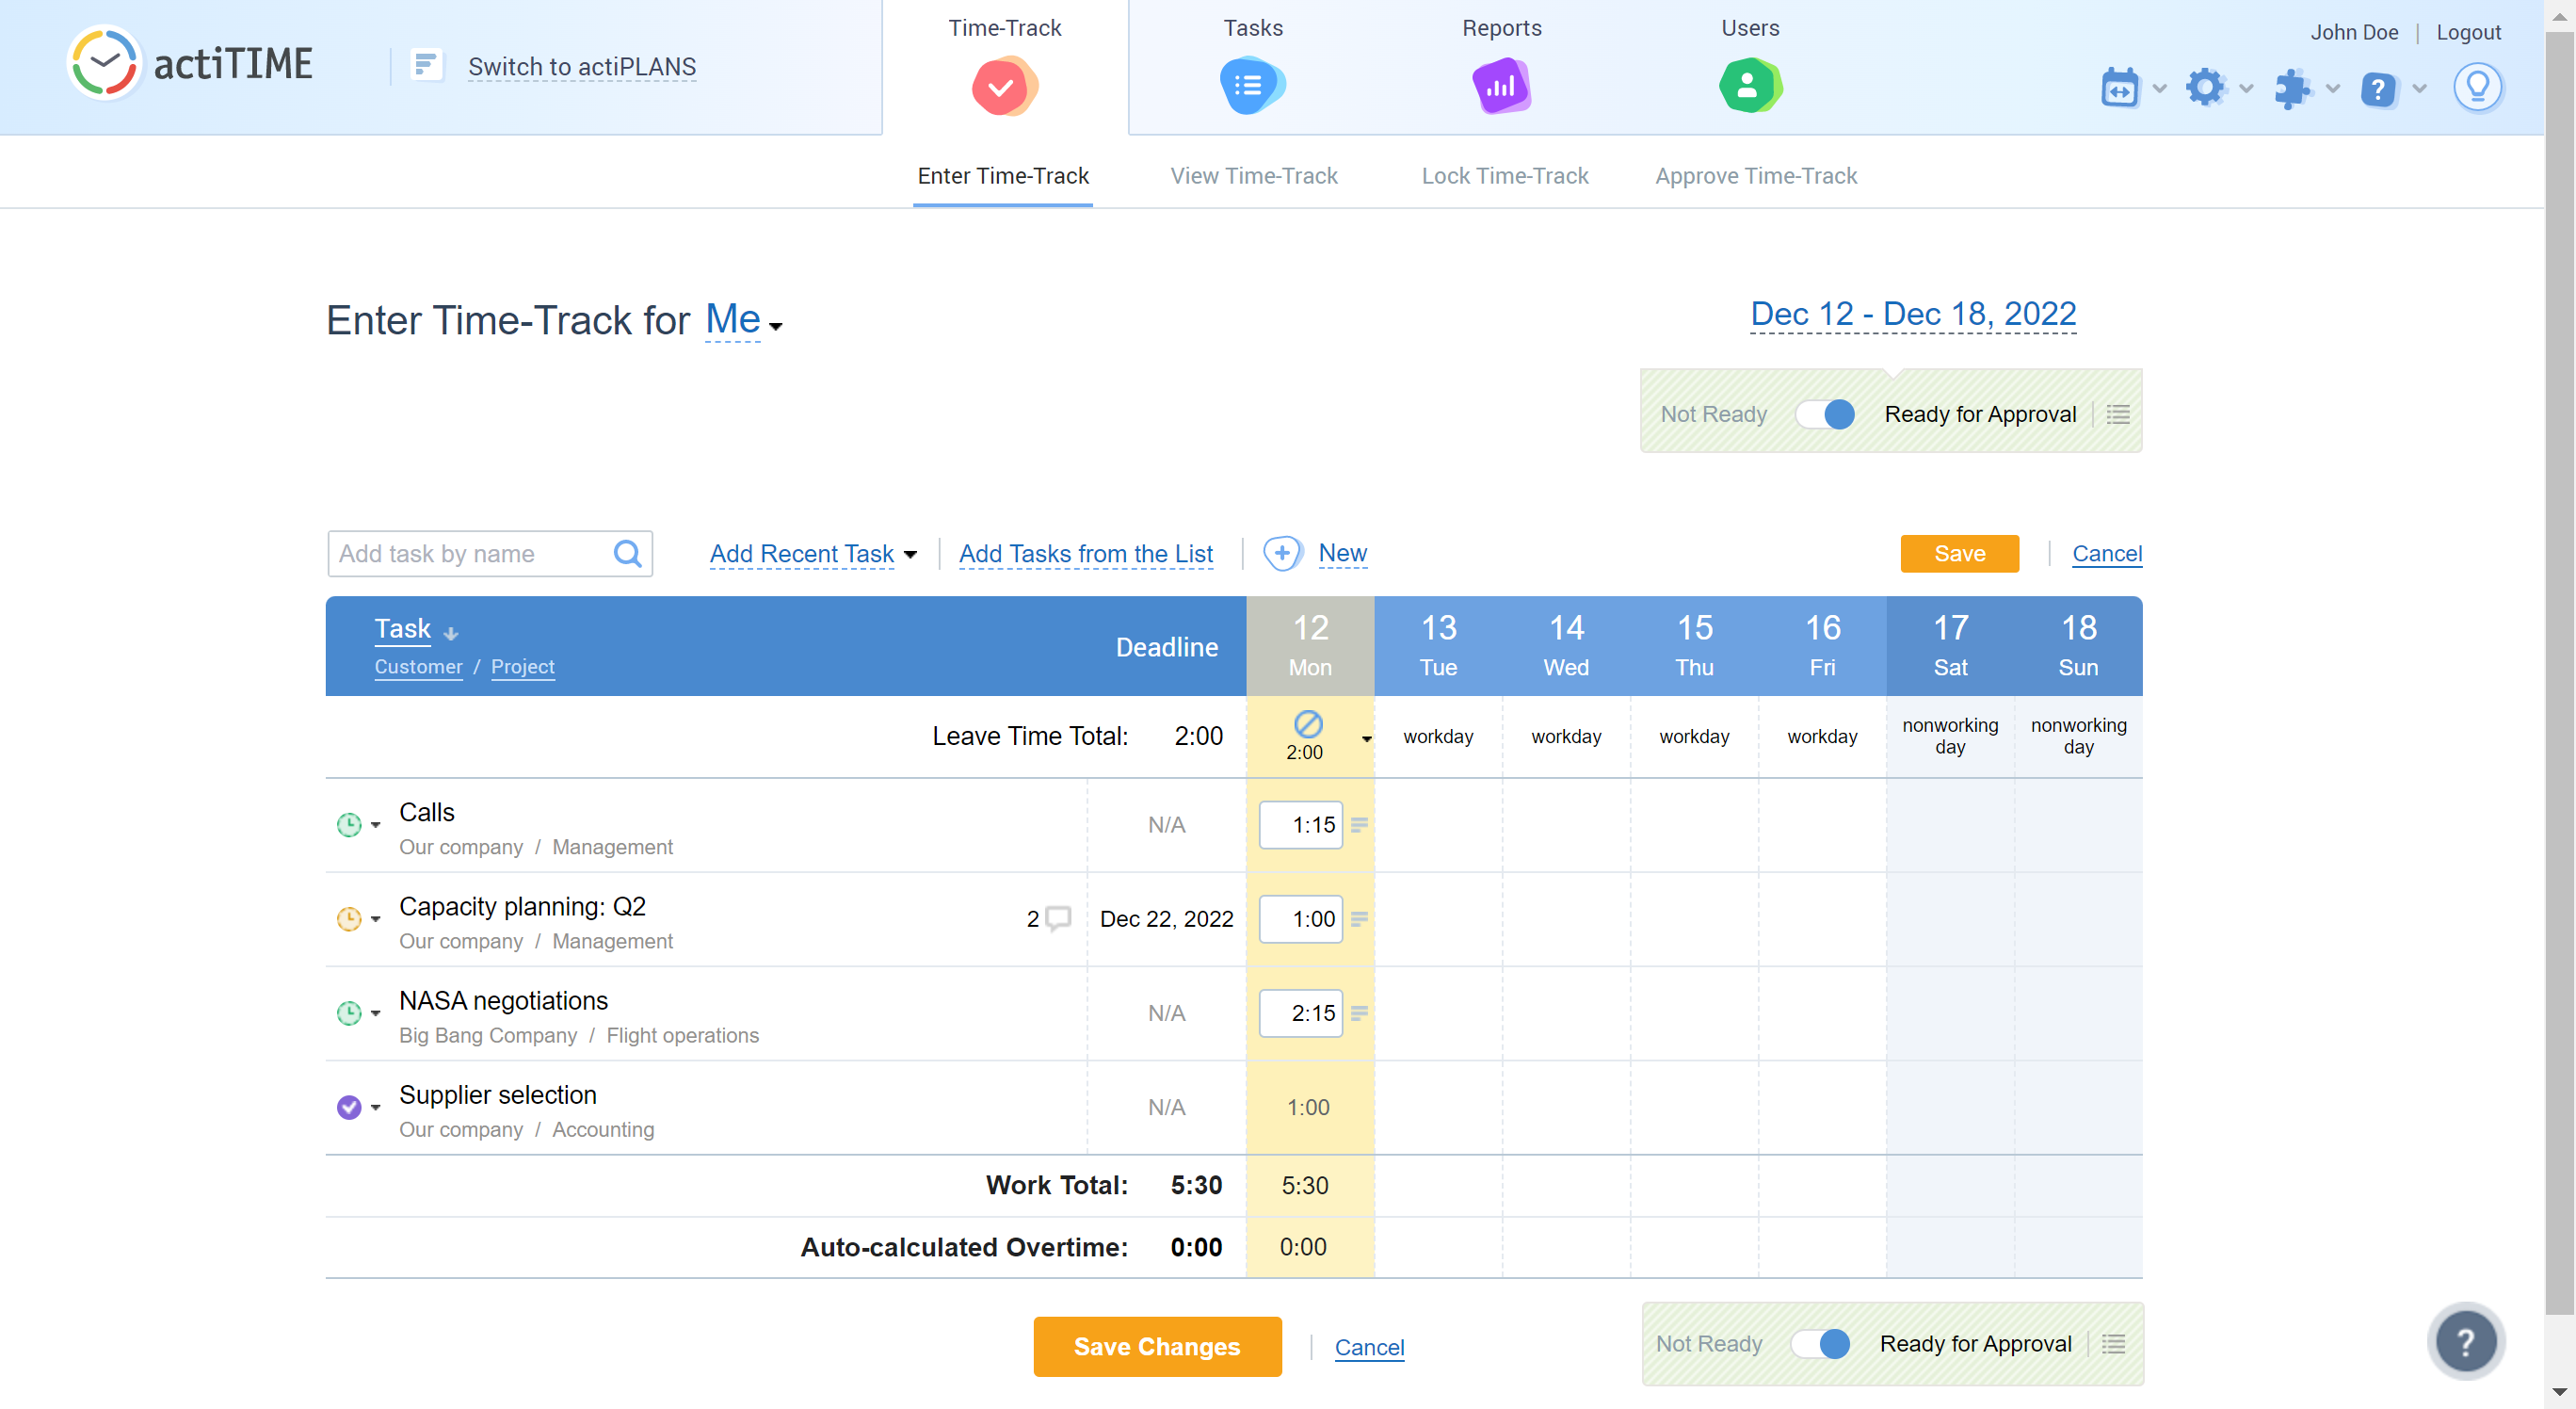 Time-Track
Tasks
Reports
Users
John Doe | Logout
actiTIME
Switch to actiPLANS
Enter Time-Track
View Time-Track
Lock Time-Track
Approve Time-Track
Enter Time-Track for Me
Dec 12 - Dec 18, 2022
Not Ready
Ready for Approval
Add task by name
Add Recent Task
Add Tasks from the List
New
Save
Cancel
Task
Customer / Project
Deadline
12 Mon
13 Tue
14 Wed
15 Thu
16 Fri
17 Sat
18 Sun
Leave Time Total: 2:00
2:00
workday
workday
workday
workday
nonworking day
nonworking day
Calls
Our company / Management
N/A
1:15
Capacity planning: Q2
Our company / Management
2
Dec 22, 2022
1:00
NASA negotiations
Big Bang Company / Flight operations
N/A
2:15
Supplier selection
Our company / Accounting
N/A
1:00
Work Total: 5:30 5:30
Auto-calculated Overtime: 0:00 0:00
Save Changes
Cancel
Not Ready
Ready for Approval
?